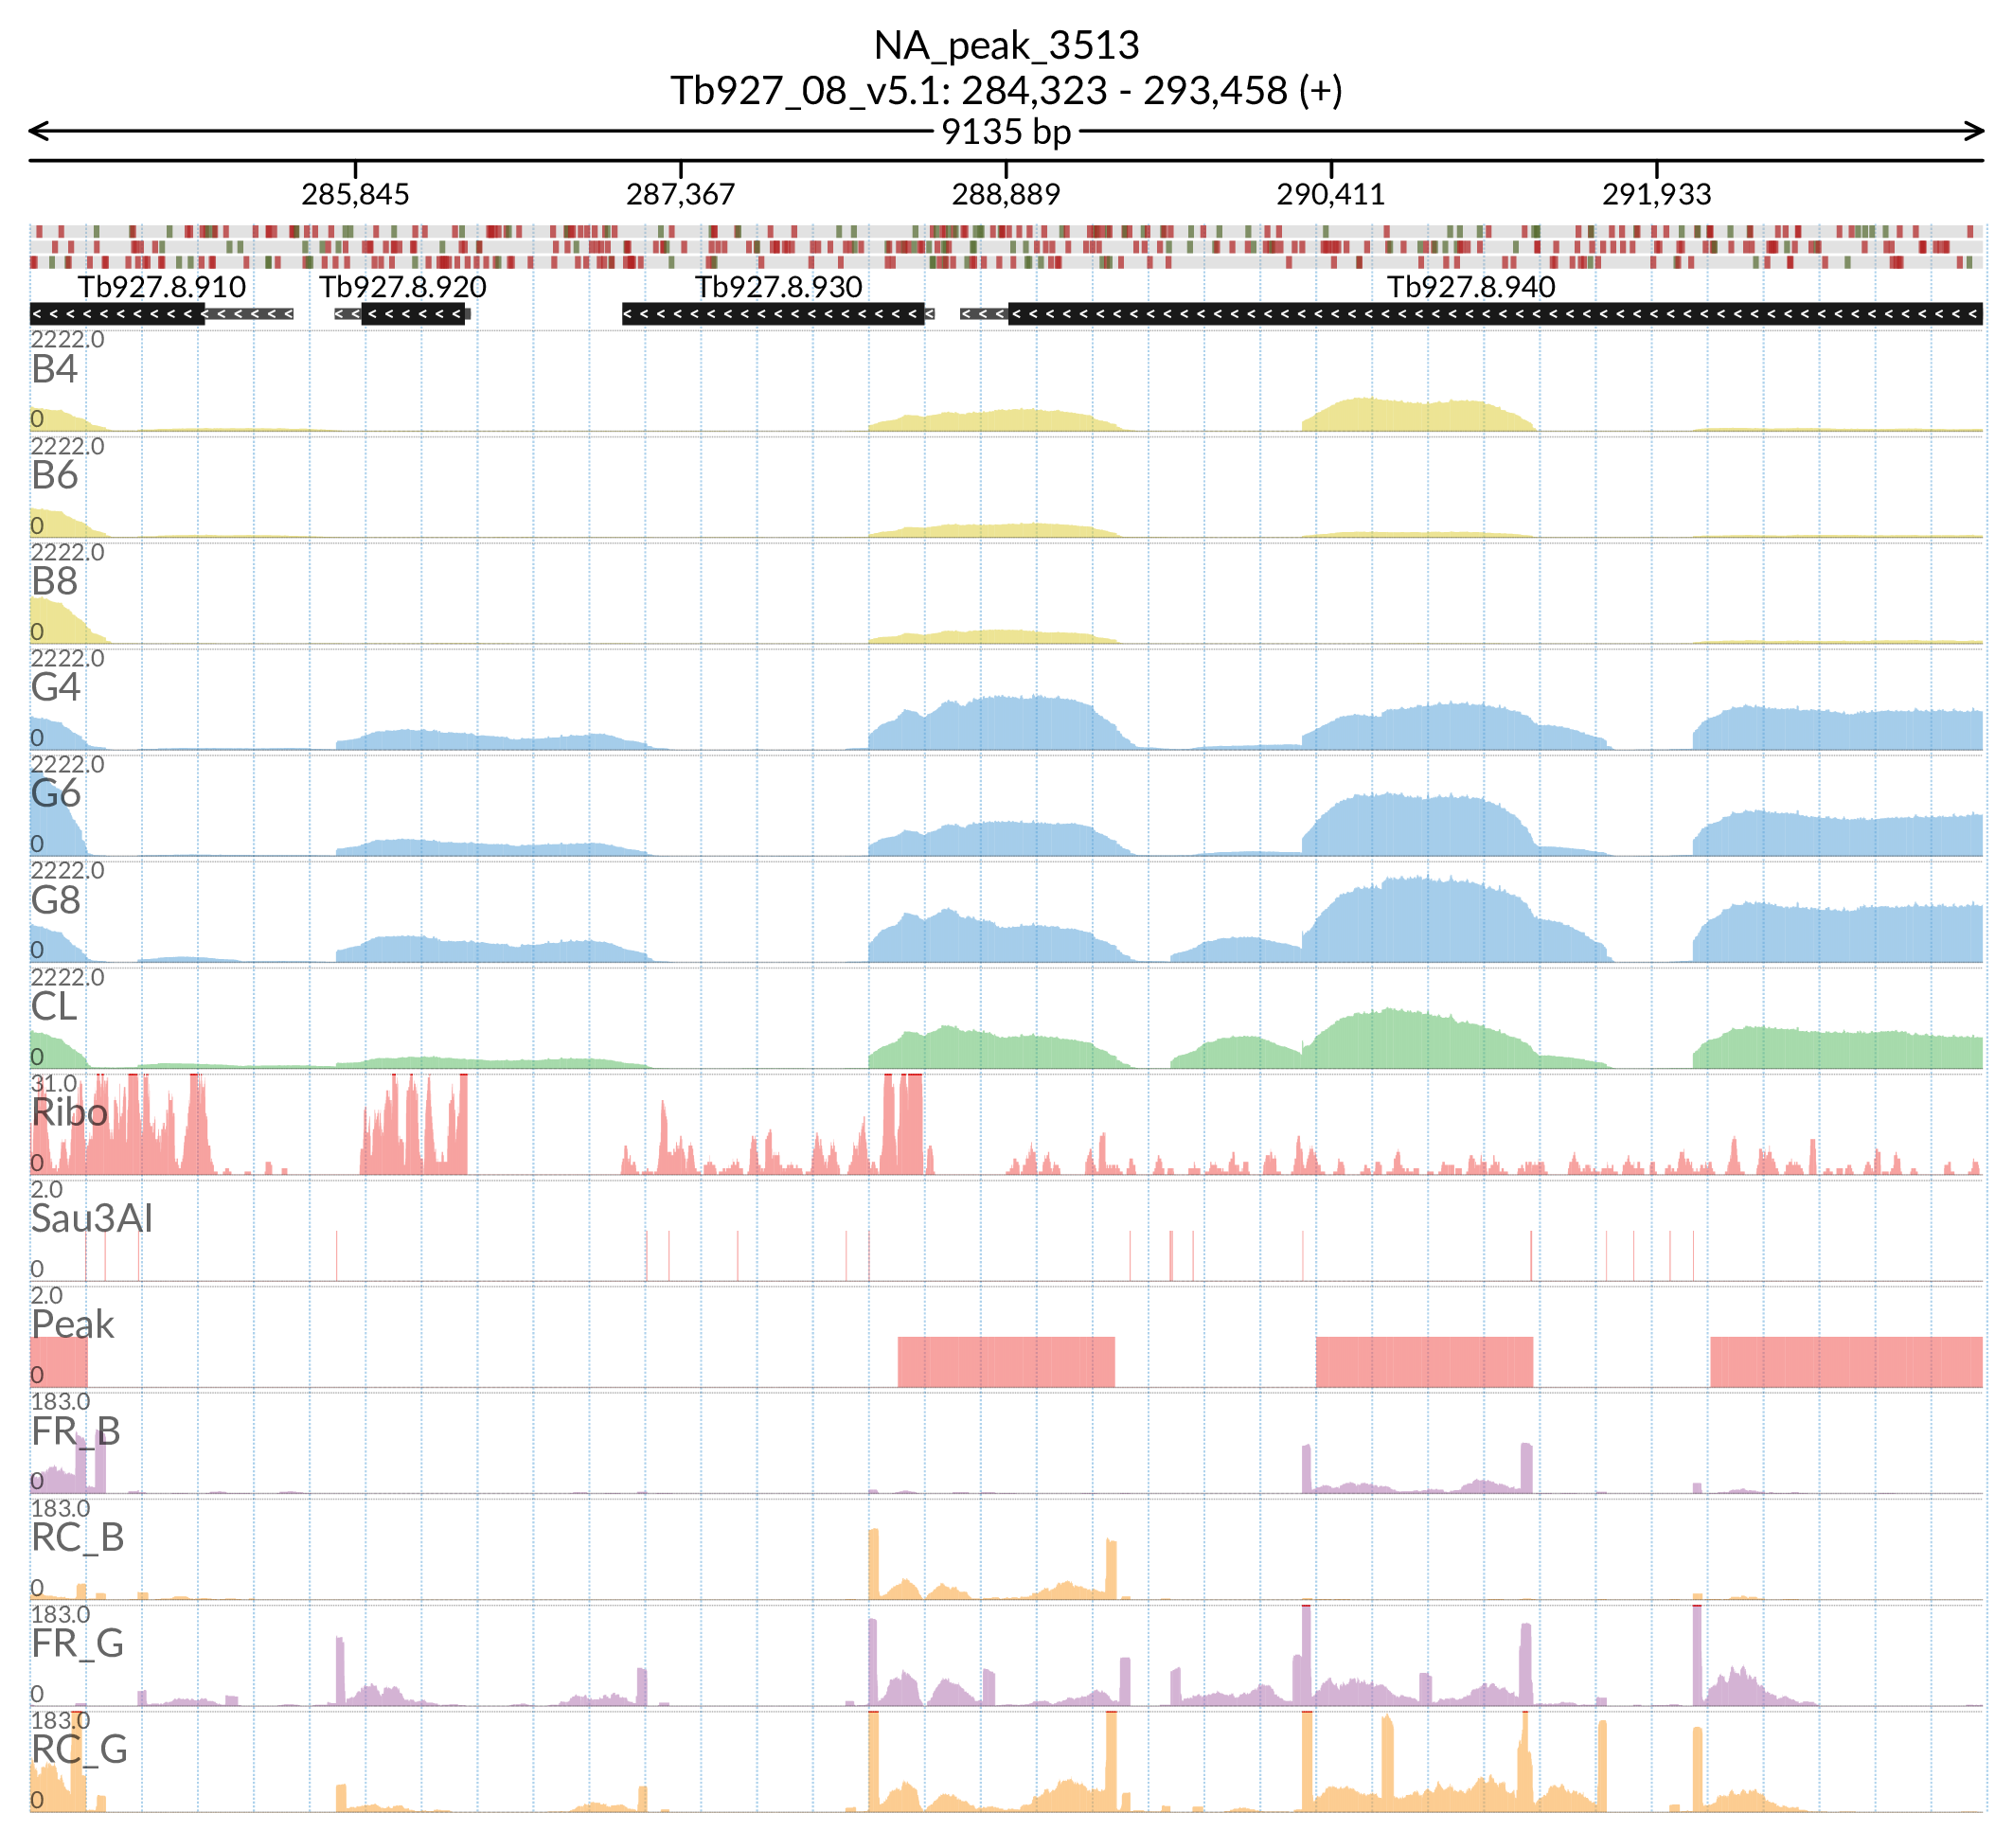 NA_peak_3513
Tb927_08_v5.1: 284,323 - 293,458 (+)
9135 bp
285,845 287,367 288,889 290,411 291,933
Tb927.8.910 Tb927.8.920 Tb927.8.930 Tb927.8.940
2222.0
B4
0
2222.0
B6
0
2222.0
B8
0
2222.0
G4
0
2222.0
G6
0
2222.0
G8
0
2222.0
CL
0
31.0
Ribo
0
2.0
Sau3AI
0
2.0
Peak
0
183.0
FR_B
0
183.0
RC_B
0
183.0
FR_G
0
183.0
RC_G
0